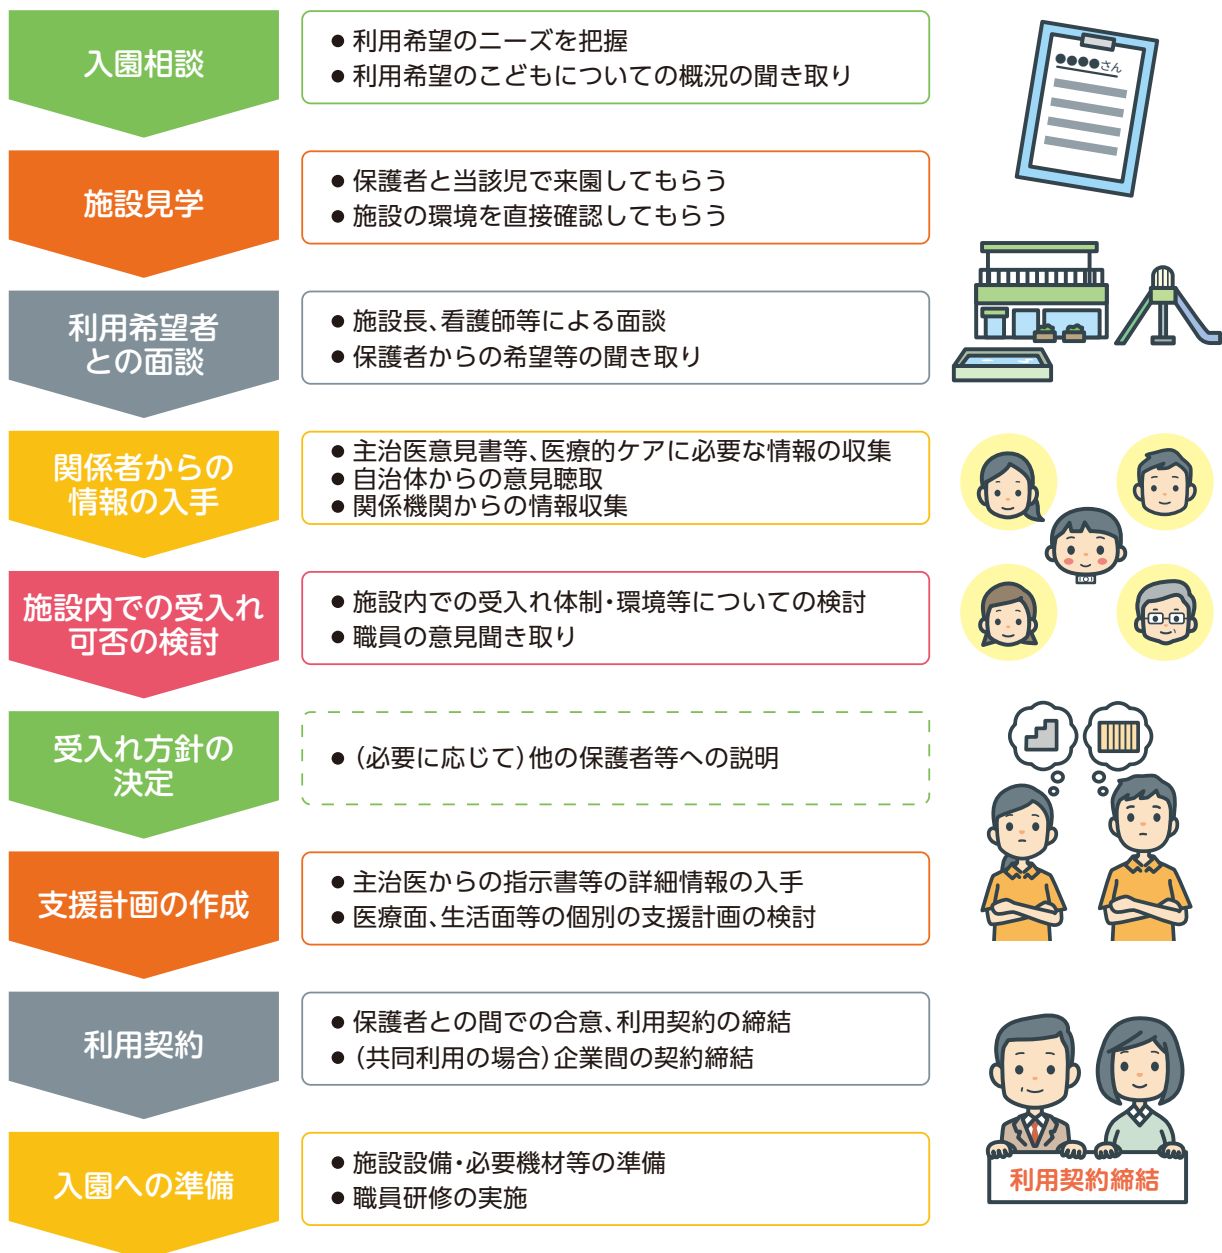 入園相談
● 利用希望のニーズを把握
● 利用希望のこどもについての概況の聞き取り
●●●●さん
施設見学
● 保護者と当該児で来園してもらう
● 施設の環境を直接確認してもらう
利用希望者
との面談
● 施設長、看護師等による面談
● 保護者からの希望等の聞き取り
関係者からの
情報の入手
● 主治医意見書等、医療的ケアに必要な情報の収集
● 自治体からの意見聴取
● 関係機関からの情報収集
施設内での受入れ
可否の検討
● 施設内での受入れ体制・環境等についての検討
● 職員の意見聞き取り
受入れ方針の
決定
● (必要に応じて)他の保護者等への説明
支援計画の作成
● 主治医からの指示書等の詳細情報の入手
● 医療面、生活面等の個別の支援計画の検討
利用契約
● 保護者との間での合意、利用契約の締結
● (共同利用の場合)企業間の契約締結
入園への準備
● 施設設備・必要機材等の準備
● 職員研修の実施
利用契約締結